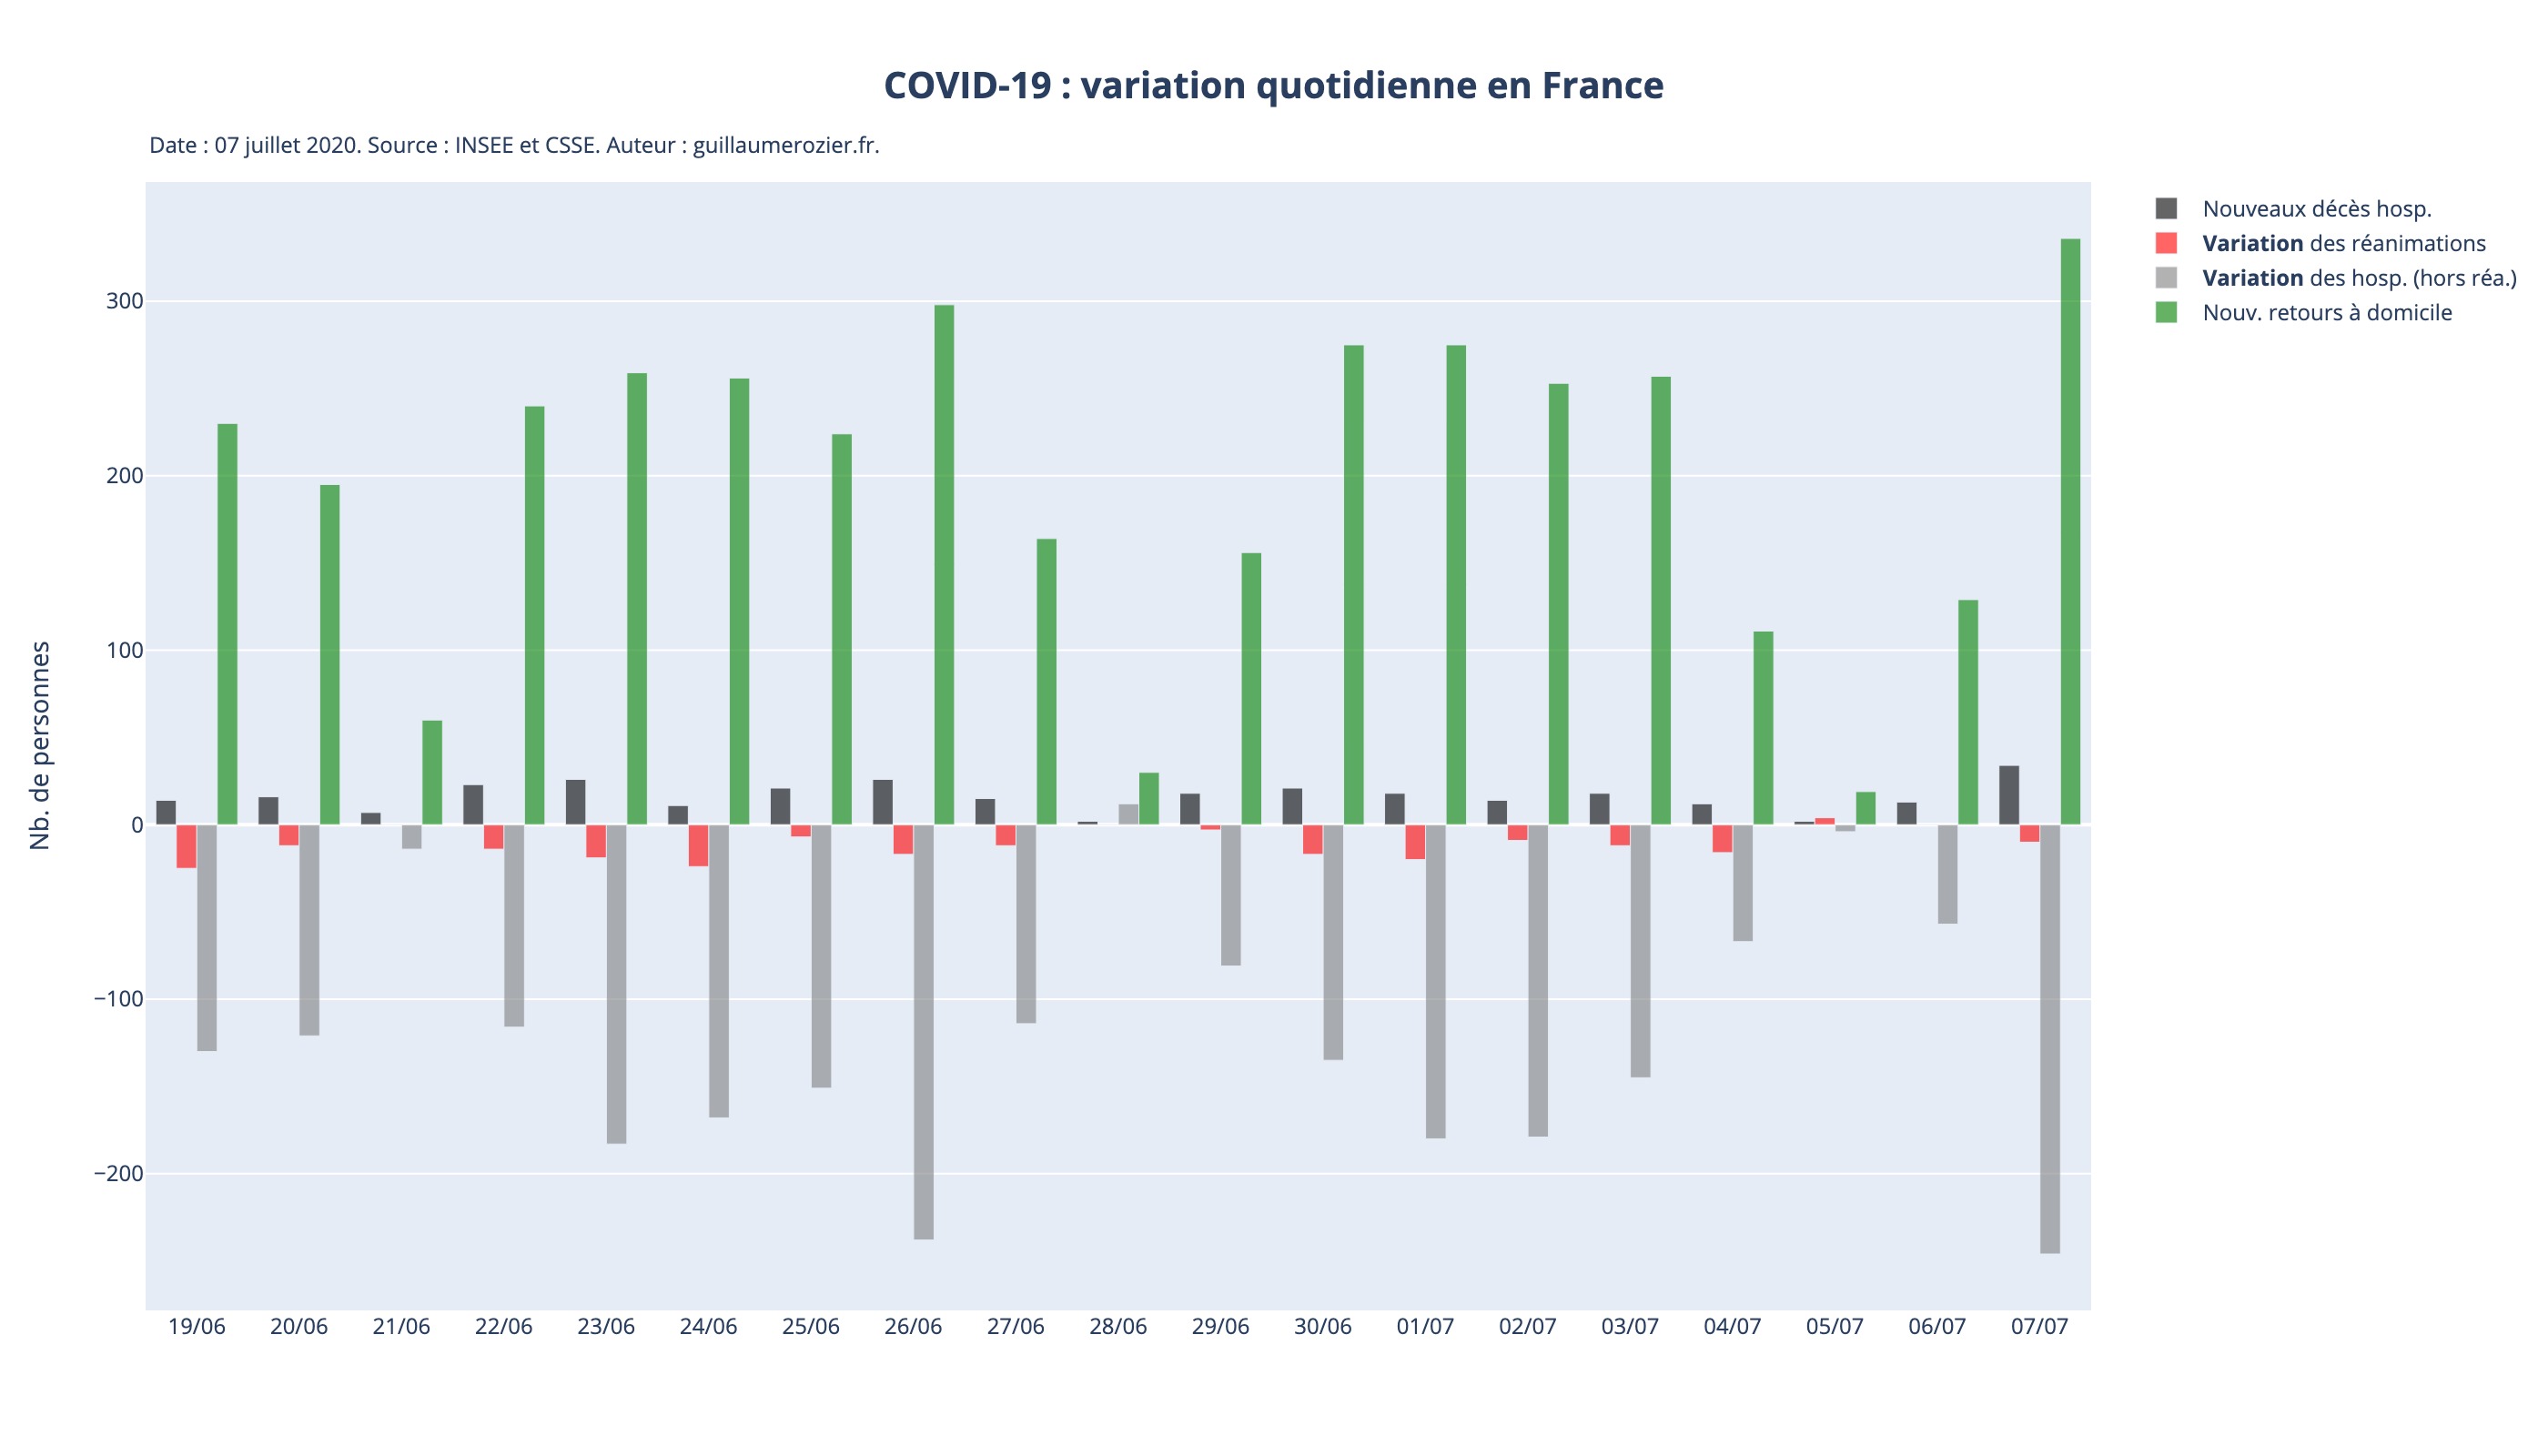 COVID-19 : variation quotidienne en France
Date : 07 juillet 2020. Source : INSEE et CSSE. Auteur : guillaumerozier.fr.
Nouveaux décès hosp.
Variation des réanimations
Variation des hosp. (hors réa.)
Nouv. retours à domicile
Nb. de personnes
300
200
100
0
−100
−200
19/06 20/06 21/06 22/06 23/06 24/06 25/06 26/06 27/06 28/06 29/06 30/06 01/07 02/07 03/07 04/07 05/07 06/07 07/07